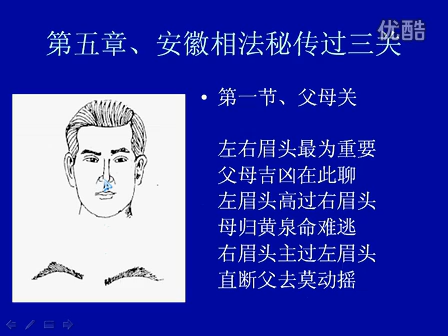 优酷
第五章、安徽相法秘传过三关
• 第一节、父母关
左右眉头最为重要
父母吉凶在此聊
左眉头高过右眉头
母归黄泉命难逃
右眉头主过左眉头
直断父去莫动摇